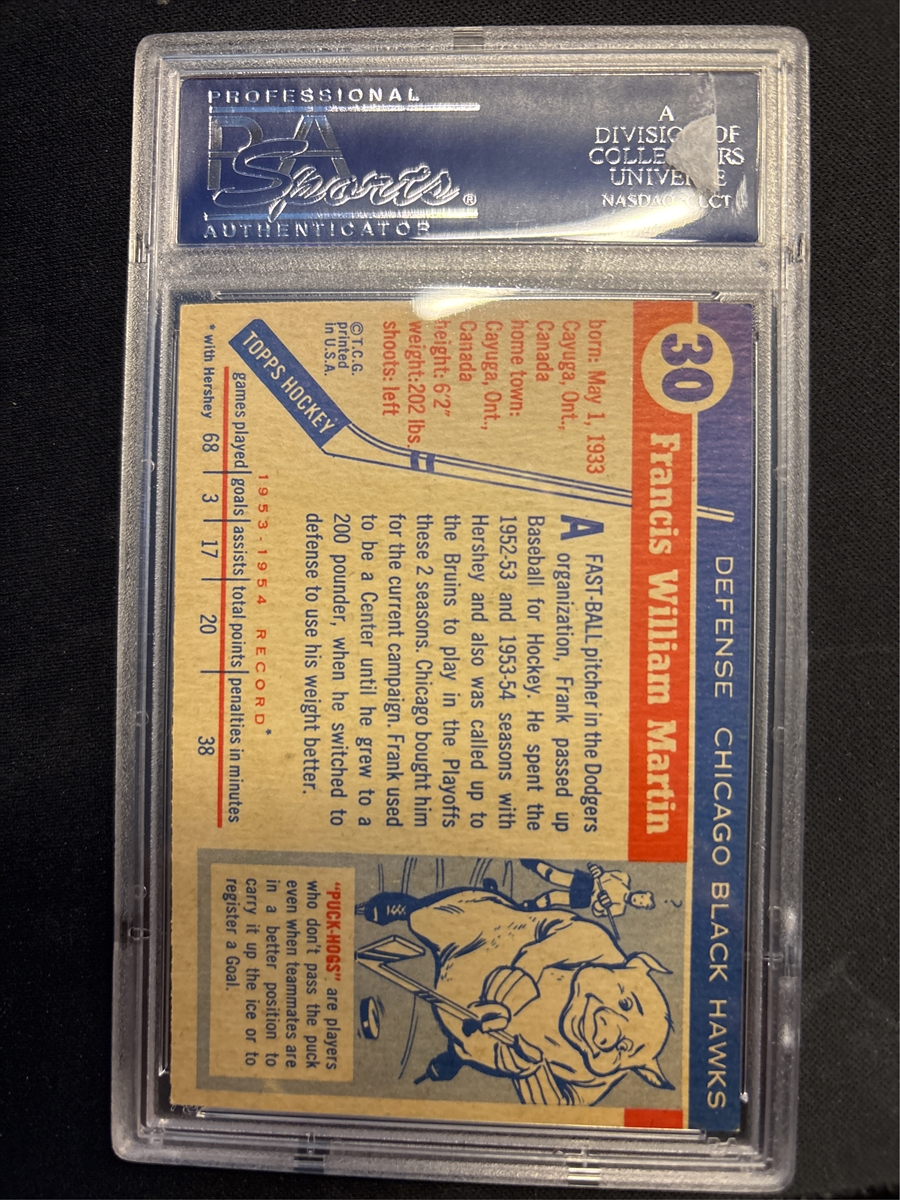 PROFESSIONAL
PSA
Sports®
AUTHENTICATOR
A
DIVISION OF
COLLECTORS
UNIVERSE
NASDAQ: CLCT
30
DEFENSE CHICAGO BLACK HAWKS
Francis William Martin
born: May 1, 1933
Cayuga, Ont.,
Canada
home town:
Cayuga, Ont.,
Canada
height: 6'2"
weight: 202 lbs.
shoots: left
© T.C.G.
printed
in U.S.A.
TOPPS HOCKEY
A FAST-BALL pitcher in the Dodgers
organization, Frank passed up
Baseball for Hockey. He spent the
1952-53 and 1953-54 seasons with
Hershey and also was called up to
the Bruins to play in the Playoffs
these 2 seasons. Chicago bought him
for the current campaign. Frank used
to be a Center until he grew to a
200 pounder, when he switched to
defense to use his weight better.
1953-1954 RECORD*
games played goals assists total points penalties in minutes
* with Hershey 68 3 17 20 38
?
"PUCK-HOGS" are players
who don't pass the puck
even when teammates are
in a better position to
carry it up the ice or to
register a Goal.